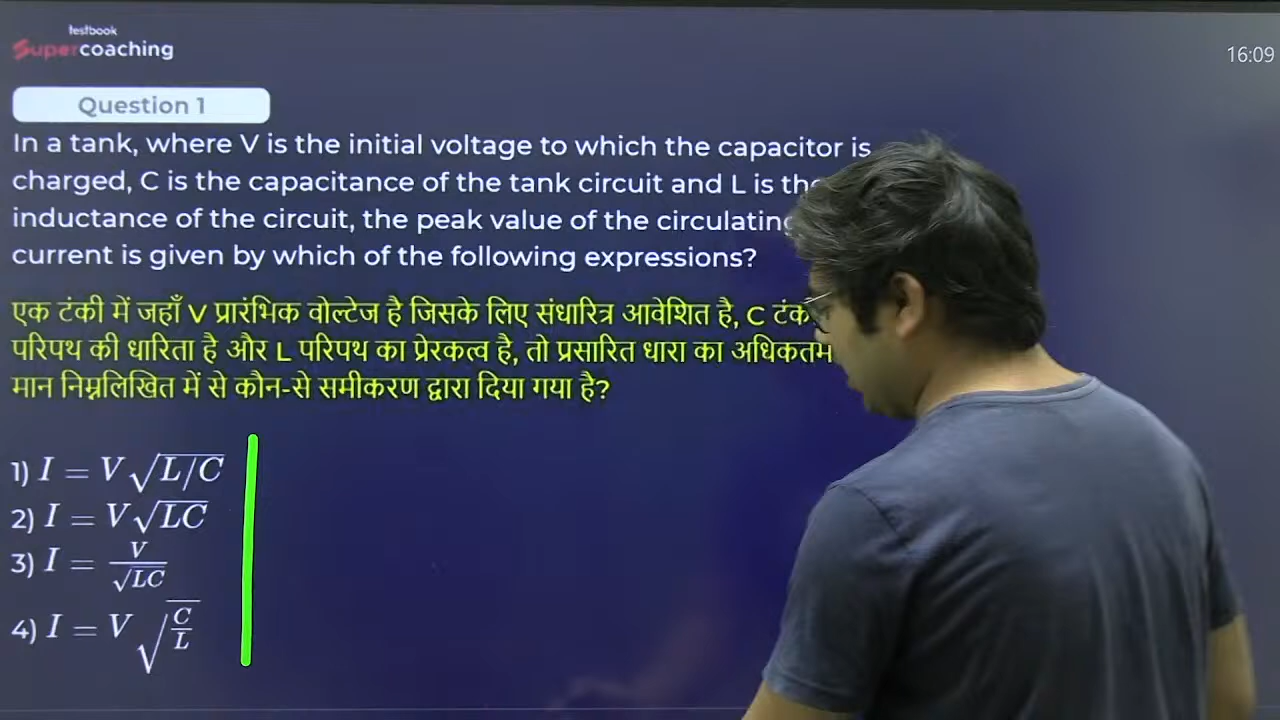 testbook
Supercoaching
16:09
Question 1
In a tank, where V is the initial voltage to which the capacitor is
charged, C is the capacitance of the tank circuit and L is the
inductance of the circuit, the peak value of the circulating
current is given by which of the following expressions?
एक टंकी में जहाँ V प्रारंभिक वोल्टेज है जिसके लिए संधारित्र आवेशित है, C टंक
परिपथ की धारिता है और L परिपथ का प्रेरकत्व है, तो प्रसारित धारा का अधिकतम
मान निम्नलिखित में से कौन-से समीकरण द्वारा दिया गया है?
1) I = V√L/C
2) I = V√LC
3) I = V/√LC
4) I = V √C/L